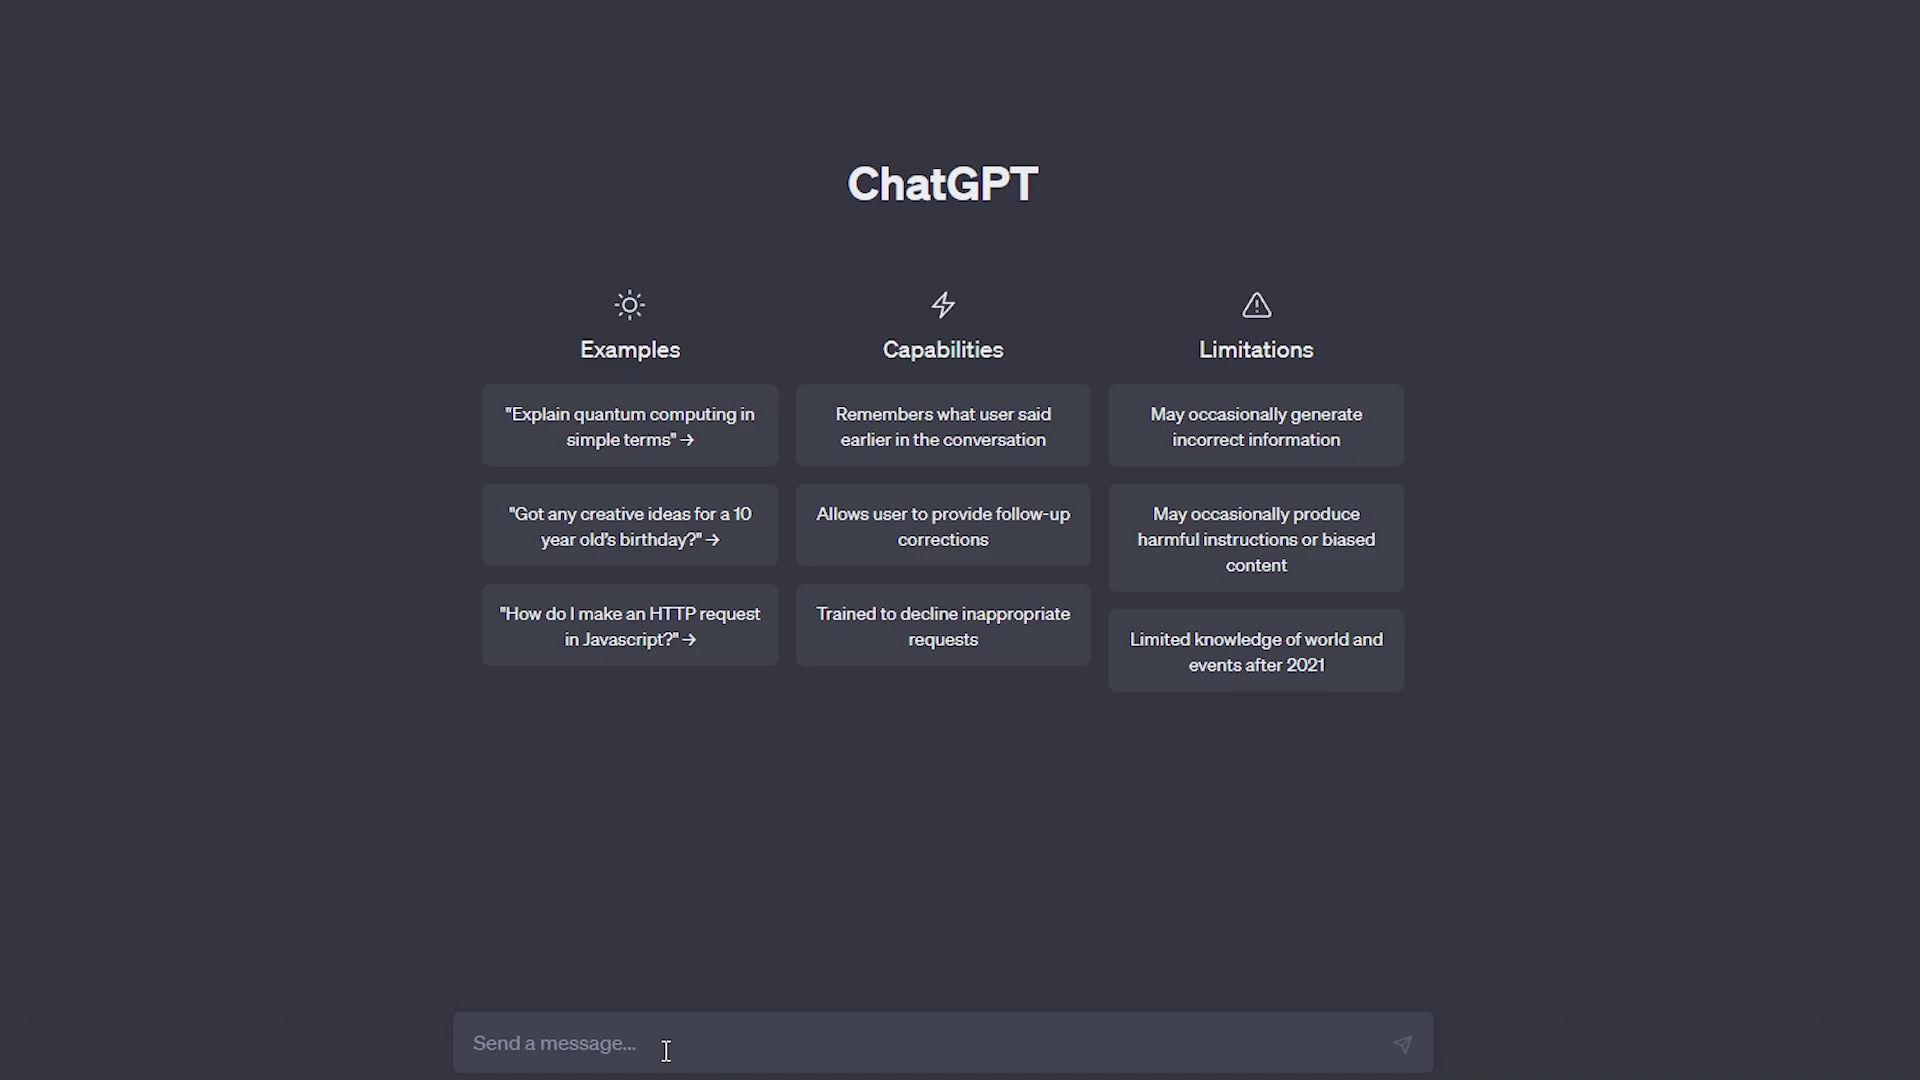 ChatGPT
Examples
"Explain quantum computing in
simple terms" →
"Got any creative ideas for a 10
year old's birthday?" →
"How do I make an HTTP request
in Javascript?" →
Capabilities
Remembers what user said
earlier in the conversation
Allows user to provide follow-up
corrections
Trained to decline inappropriate
requests
Limitations
May occasionally generate
incorrect information
May occasionally produce
harmful instructions or biased
content
Limited knowledge of world and
events after 2021
Send a message...